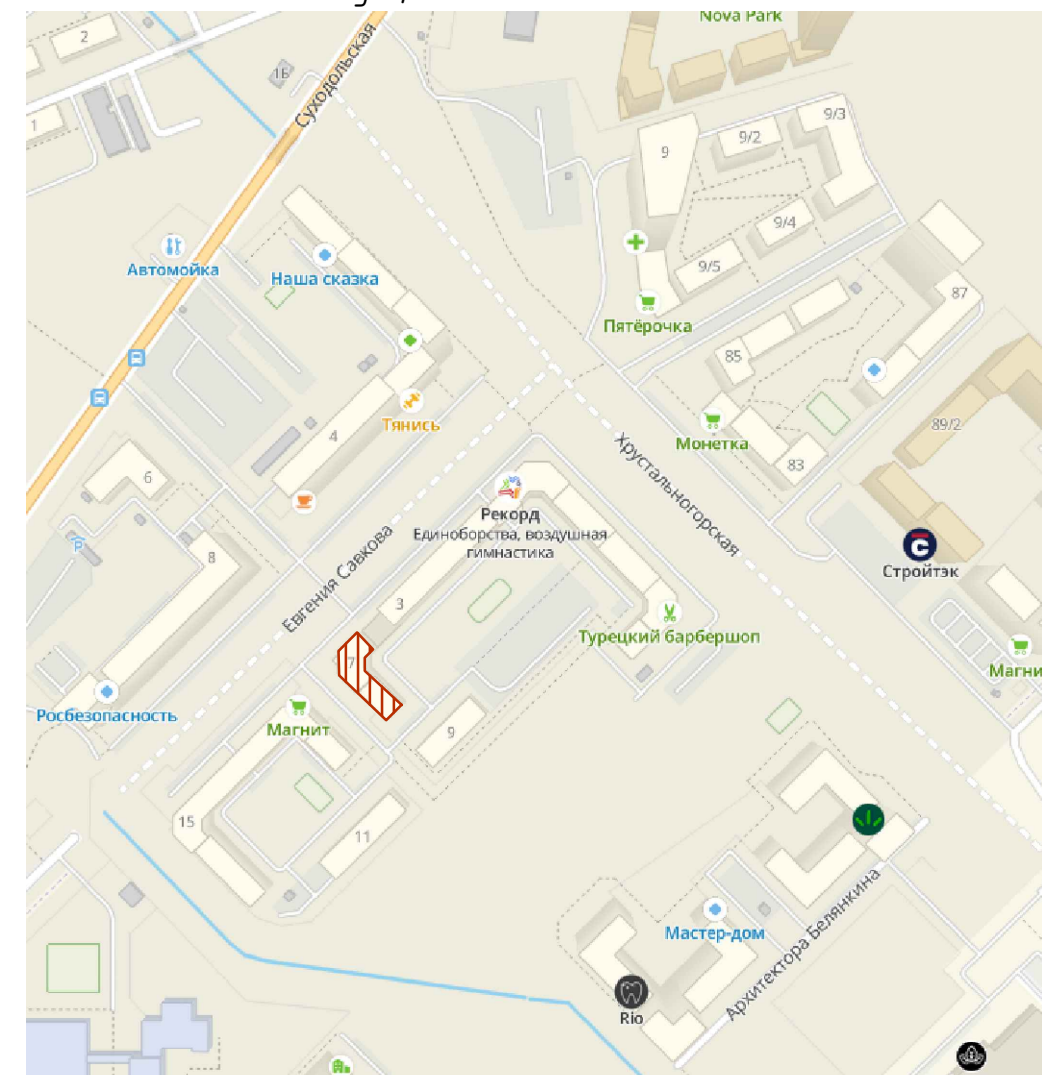 Nova Park
2
1Б
Суходольская
1
9/3
9/2
9
9/4
9/5
Автомойка
Наша сказка
87
Пятёрочка
85
Тянись
4
Монетка
89/2
83
6
Хрустальногорская
Рекорд
Единоборства, воздушная
гимнастика
P
8
Евгения Савкова
Стройтэк
3
Турецкий барбершоп
7
Магни
Росбезопасность
Магнит
9
15
11
Мастер-дом
Архитектора Белянкина
Rio